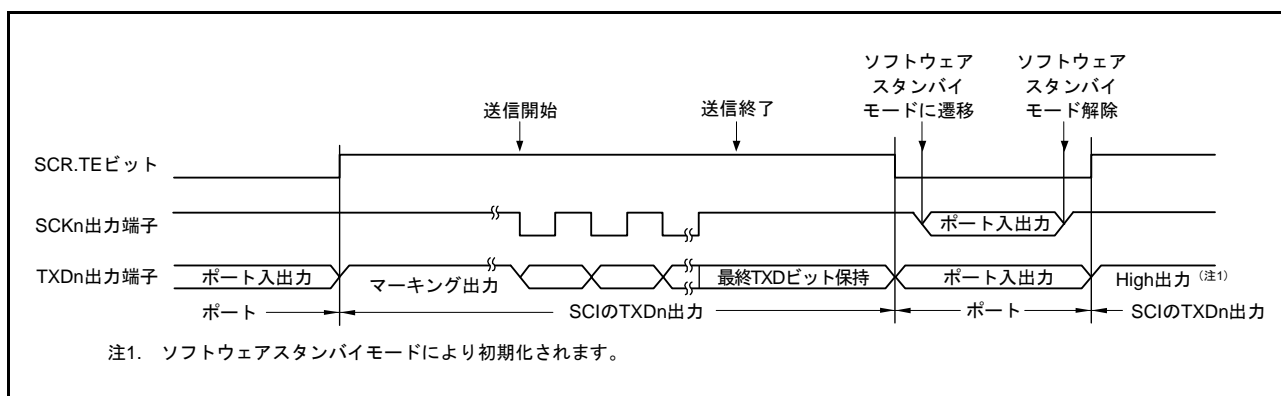 ソフトウェア
スタンバイ
モードに遷移
ソフトウェア
スタンバイ
モード解除
送信開始
送信終了
SCR.TEビット
SCKn出力端子
ポート入出力
TXDn出力端子
ポート入出力
マーキング出力
最終TXDビット保持
ポート入出力
High出力（注1）
ポート
SCIのTXDn出力
ポート
SCIのTXDn出力
注1. ソフトウェアスタンバイモードにより初期化されます。